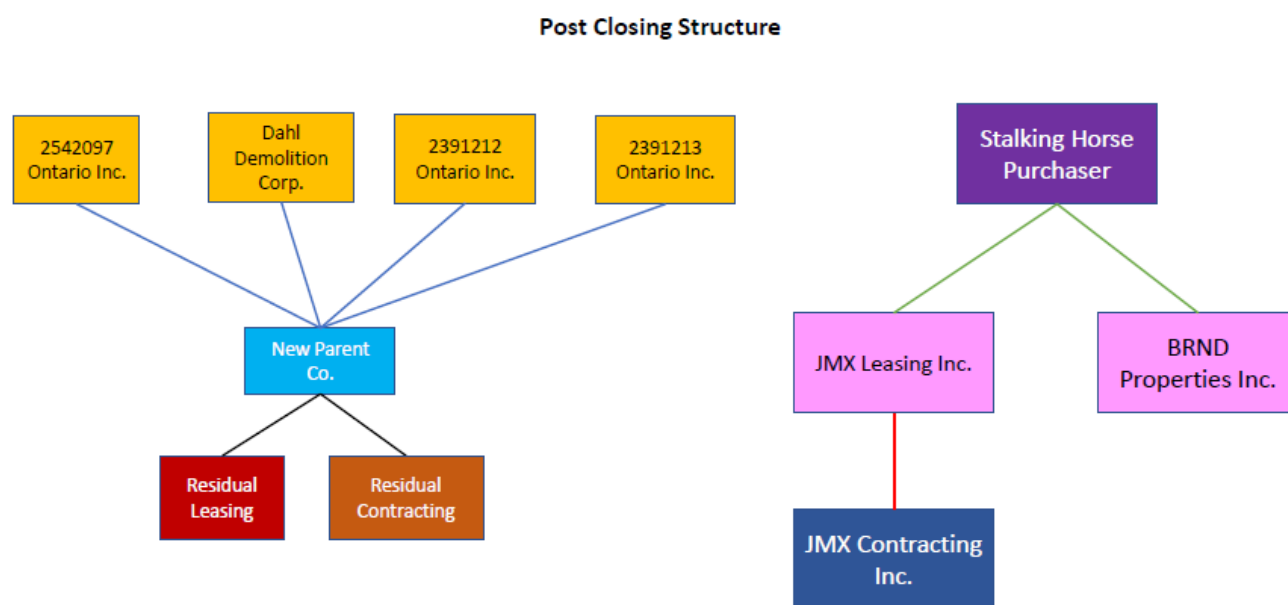 Post Closing Structure
2542097
Ontario Inc.
Dahl
Demolition
Corp.
2391212
Ontario Inc.
2391213
Ontario Inc.
Stalking Horse
Purchaser
New Parent
Co.
JMX Leasing Inc.
BRND
Properties Inc.
Residual
Leasing
Residual
Contracting
JMX Contracting
Inc.